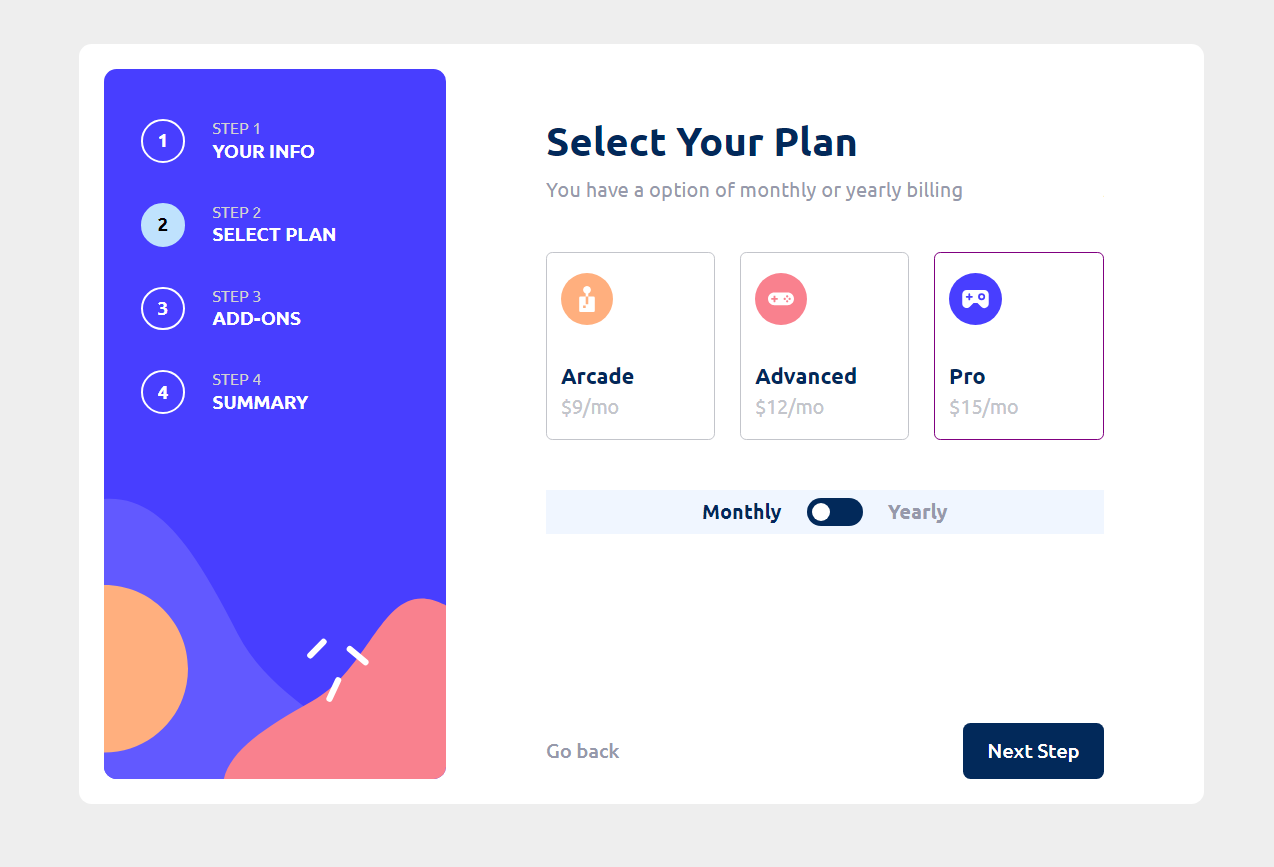 1
STEP 1
YOUR INFO
2
STEP 2
SELECT PLAN
3
STEP 3
ADD-ONS
4
STEP 4
SUMMARY
Select Your Plan
You have a option of monthly or yearly billing
Arcade
$9/mo
Advanced
$12/mo
Pro
$15/mo
Monthly Yearly
Go back
Next Step